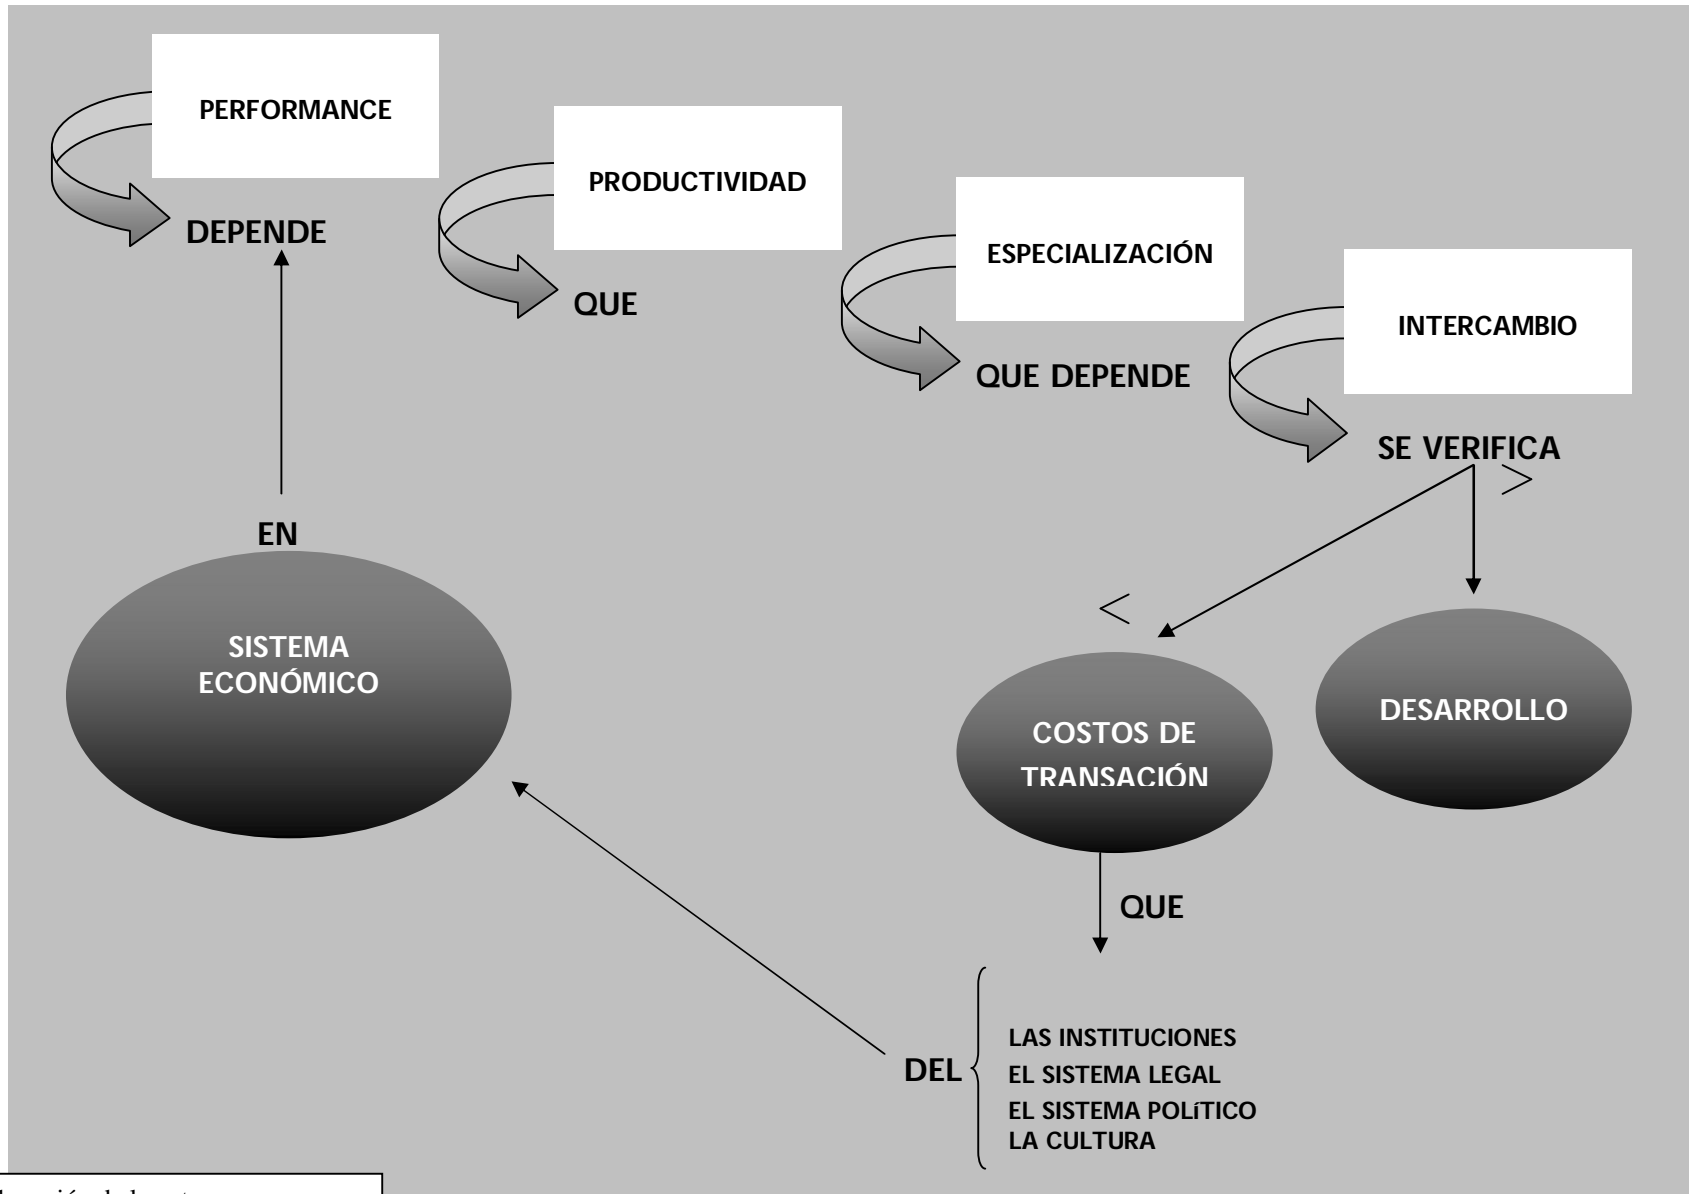 PERFORMANCE
DEPENDE
PRODUCTIVIDAD
QUE
ESPECIALIZACIÓN
QUE DEPENDE
INTERCAMBIO
SE VERIFICA
>
<
EN
SISTEMA
ECONÓMICO
COSTOS DE
TRANSACIÓN
DESARROLLO
QUE
DEL
LAS INSTITUCIONES
EL SISTEMA LEGAL
EL SISTEMA POLíTICO
LA CULTURA